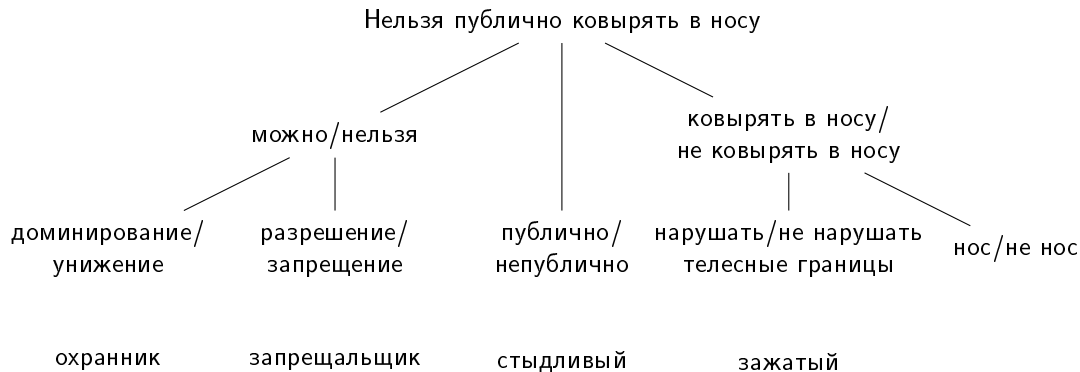 Нельзя публично ковырять в носу
можно/нельзя
ковырять в носу/
не ковырять в носу
доминирование/
унижение
разрешение/
запрещение
публично/
непублично
нарушать/не нарушать
телесные границы
нос/не нос
охранник
запрещальщик
стыдливый
зажатый